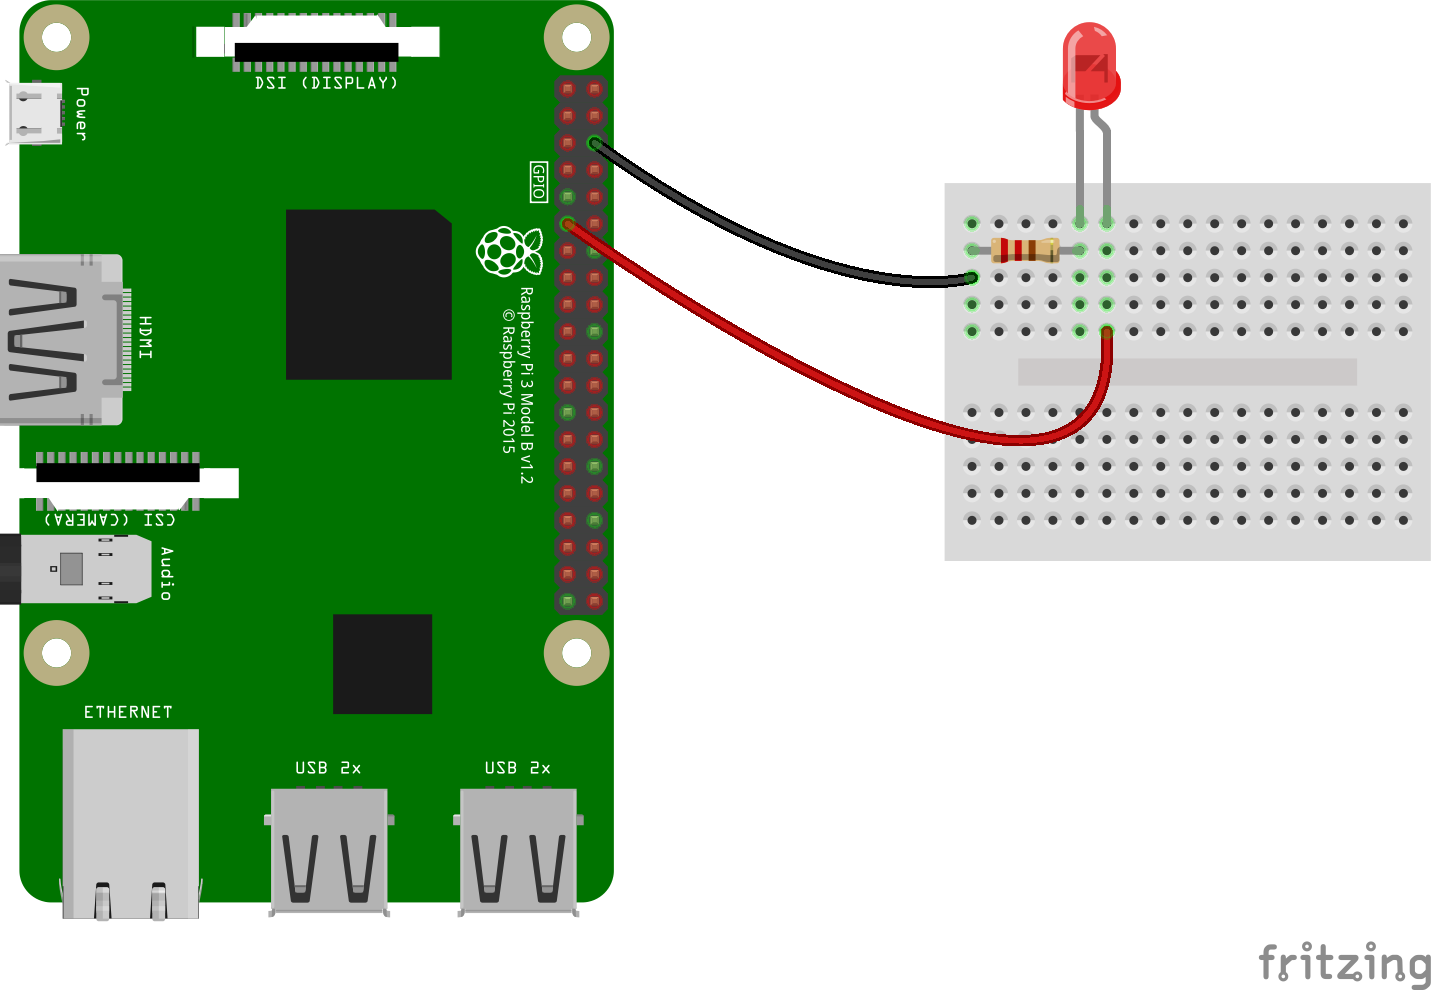 DSI (DISPLAY)
Power
GPIO
HDMI
Raspberry Pi 3 Model B v1.2
© Raspberry Pi 2015
CSI (CAMERA)
Audio
ETHERNET
USB 2x
USB 2x
fritzing